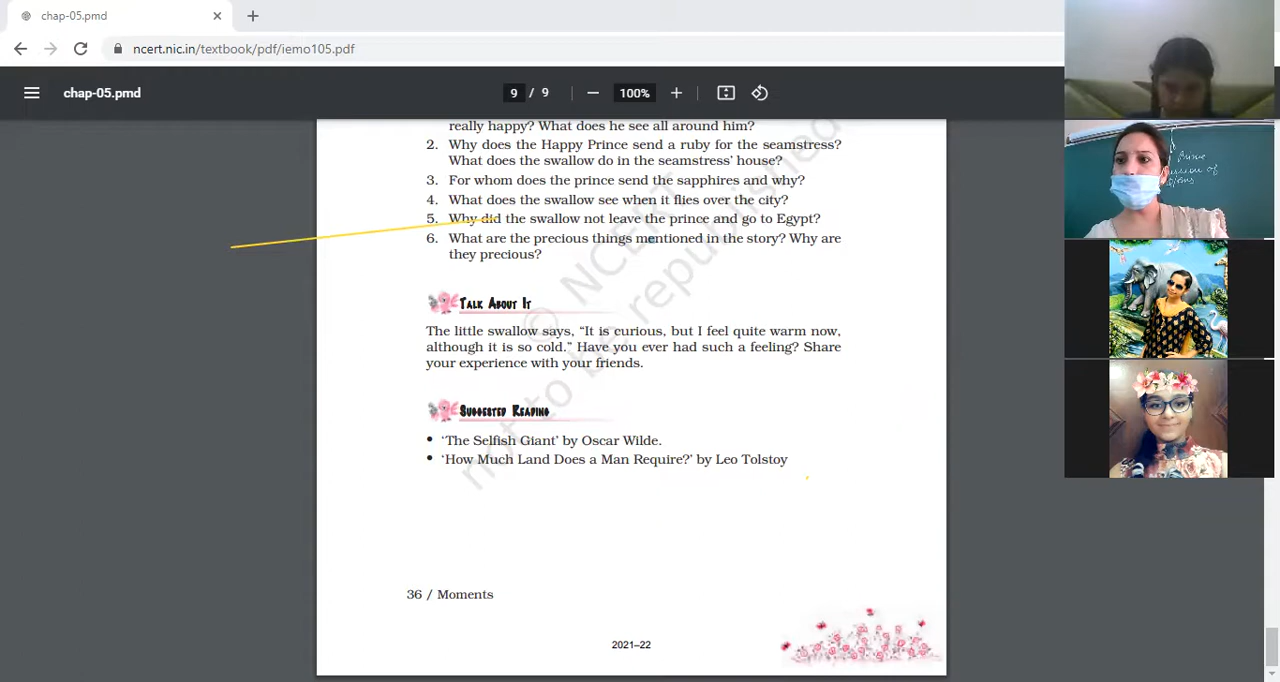 chap-05.pmd
ncert.nic.in/textbook/pdf/iemo105.pdf
chap-05.pmd
9 / 9
100%
really happy? What does he see all around him?
2. Why does the Happy Prince send a ruby for the seamstress?
What does the swallow do in the seamstress' house?
3. For whom does the prince send the sapphires and why?
4. What does the swallow see when it flies over the city?
5. Why did the swallow not leave the prince and go to Egypt?
6. What are the precious things mentioned in the story? Why are
they precious?
TALK ABOUT IT
The little swallow says, “It is curious, but I feel quite warm now,
although it is so cold.” Have you ever had such a feeling? Share
your experience with your friends.
SUGGESTED READING
• ‘The Selfish Giant’ by Oscar Wilde.
• ‘How Much Land Does a Man Require?’ by Leo Tolstoy
© NCERT
not to be republished
36 / Moments
2021–22
Prime
of